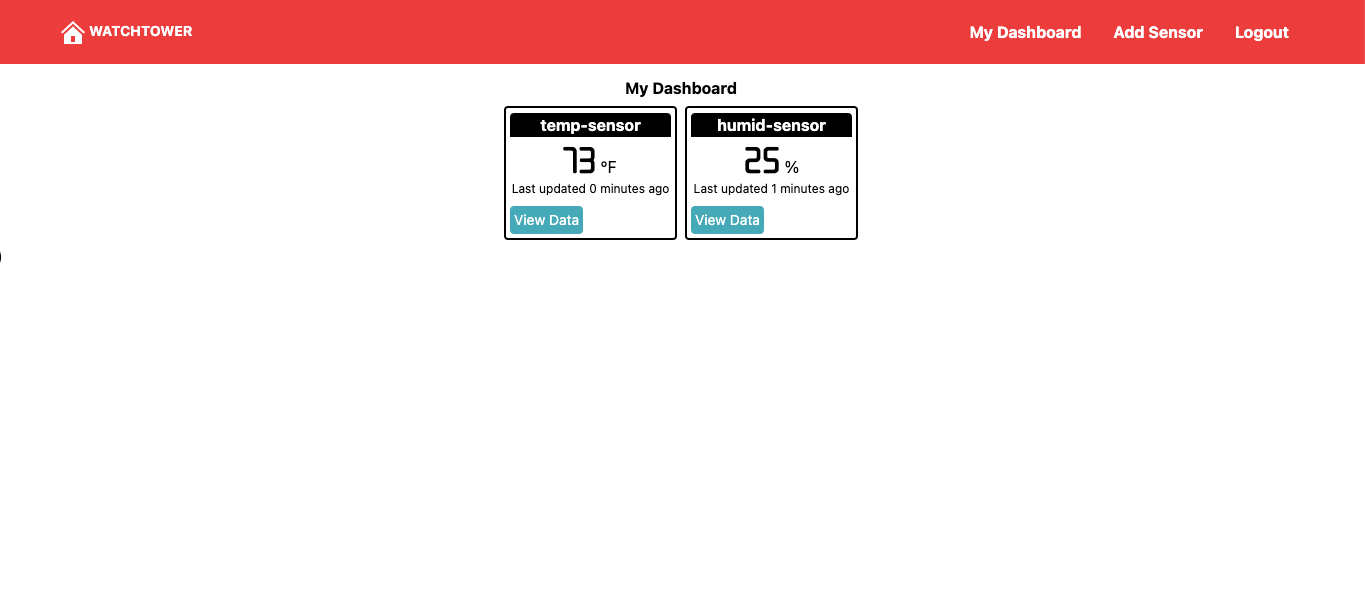 WATCHTOWER
My Dashboard Add Sensor Logout
My Dashboard
temp-sensor
73 °F
Last updated 0 minutes ago
View Data
humid-sensor
25 %
Last updated 1 minutes ago
View Data